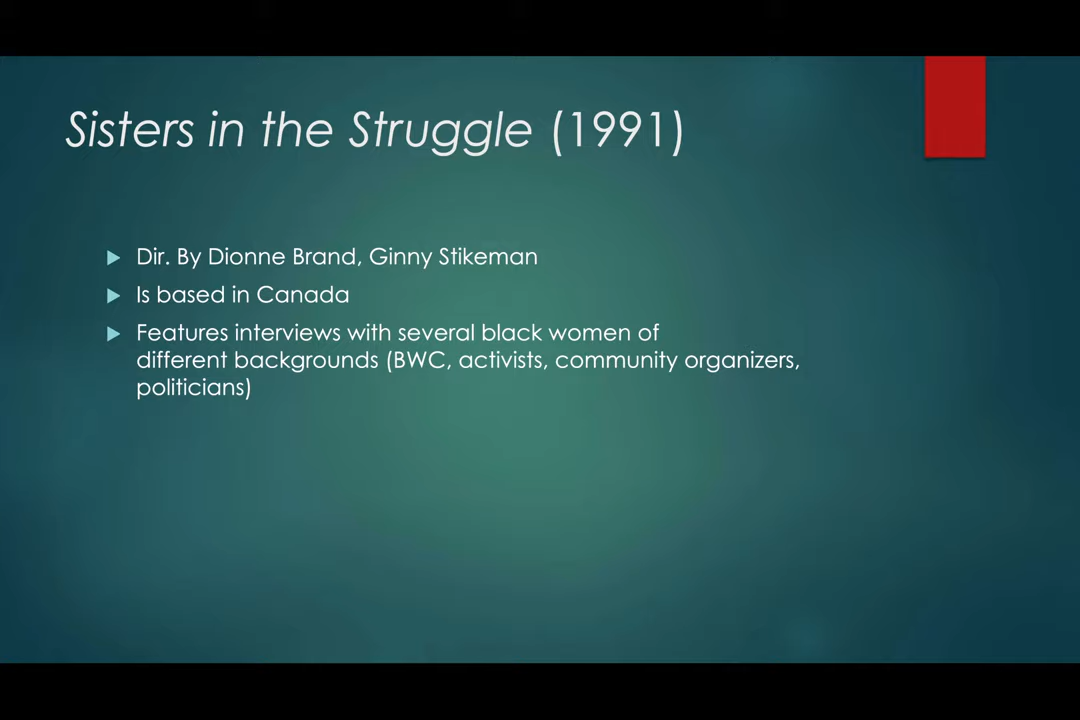 Sisters in the Struggle (1991)
Dir. By Dionne Brand, Ginny Stikeman
Is based in Canada
Features interviews with several black women of
different backgrounds (BWC, activists, community organizers,
politicians)